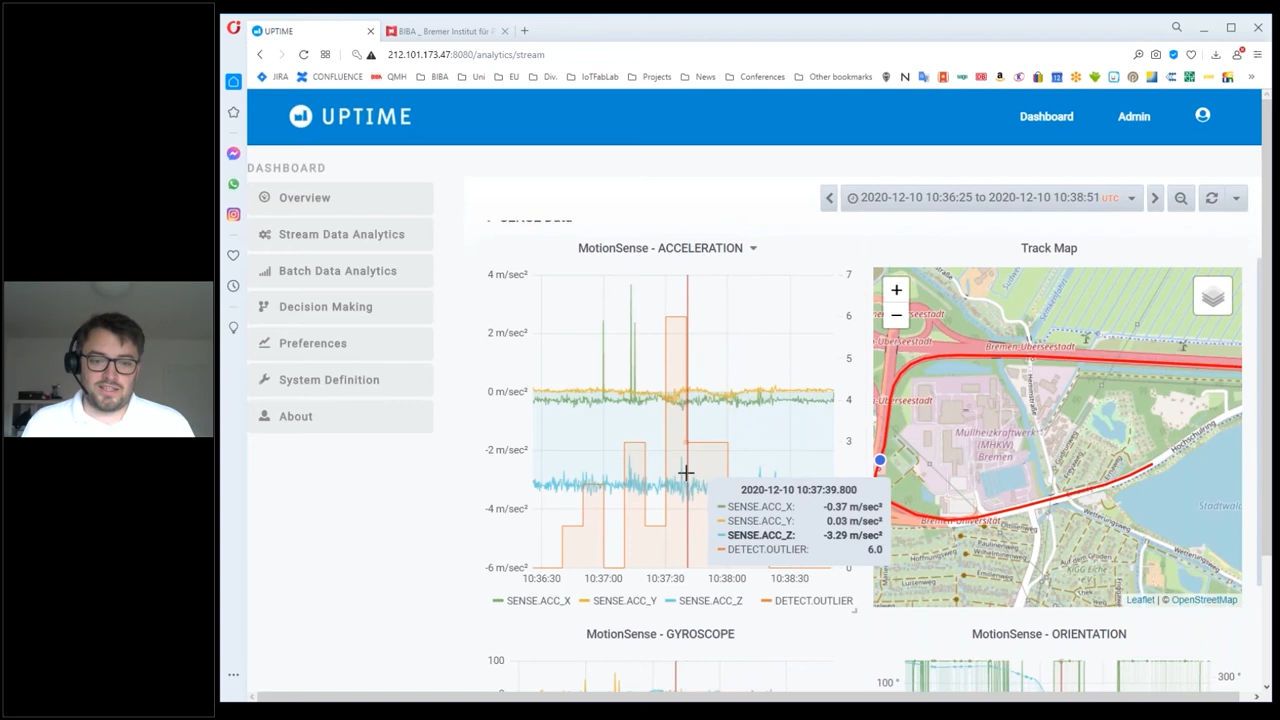 UPTIME
BIBA _ Bremer Institut für
212.101.173.47:8080/analytics/stream
JIRA CONFLUENCE QMH BIBA Uni EU Div. IoTFabLab Projects News Conferences Other bookmarks
UPTIME
Dashboard Admin
DASHBOARD
Overview
Stream Data Analytics
Batch Data Analytics
Decision Making
Preferences
System Definition
About
2020-12-10 10:36:25 to 2020-12-10 10:38:51 UTC
SENSE Data
MotionSense - ACCELERATION
4 m/sec²
2 m/sec²
0 m/sec²
-2 m/sec²
-4 m/sec²
-6 m/sec²
7
6
5
4
3
0
10:36:30 10:37:00 10:37:30 10:38:00 10:38:30
2020-12-10 10:37:39.800
SENSE.ACC_X: -0.37 m/sec²
SENSE.ACC_Y: 0.03 m/sec²
SENSE.ACC_Z: -3.29 m/sec²
DETECT.OUTLIER: 6.0
SENSE.ACC_X SENSE.ACC_Y SENSE.ACC_Z DETECT.OUTLIER
Track Map
+
−
Bremen-Überseestadt
Müllheizkraftwerk
(MHKW)
Bremen
Hochschulring
Bremen-Universität
Stadtwald
Wetterungsweg
KGG Eiche
Leaflet | © OpenStreetMap
MotionSense - GYROSCOPE
100
MotionSense - ORIENTATION
100 °
300 °